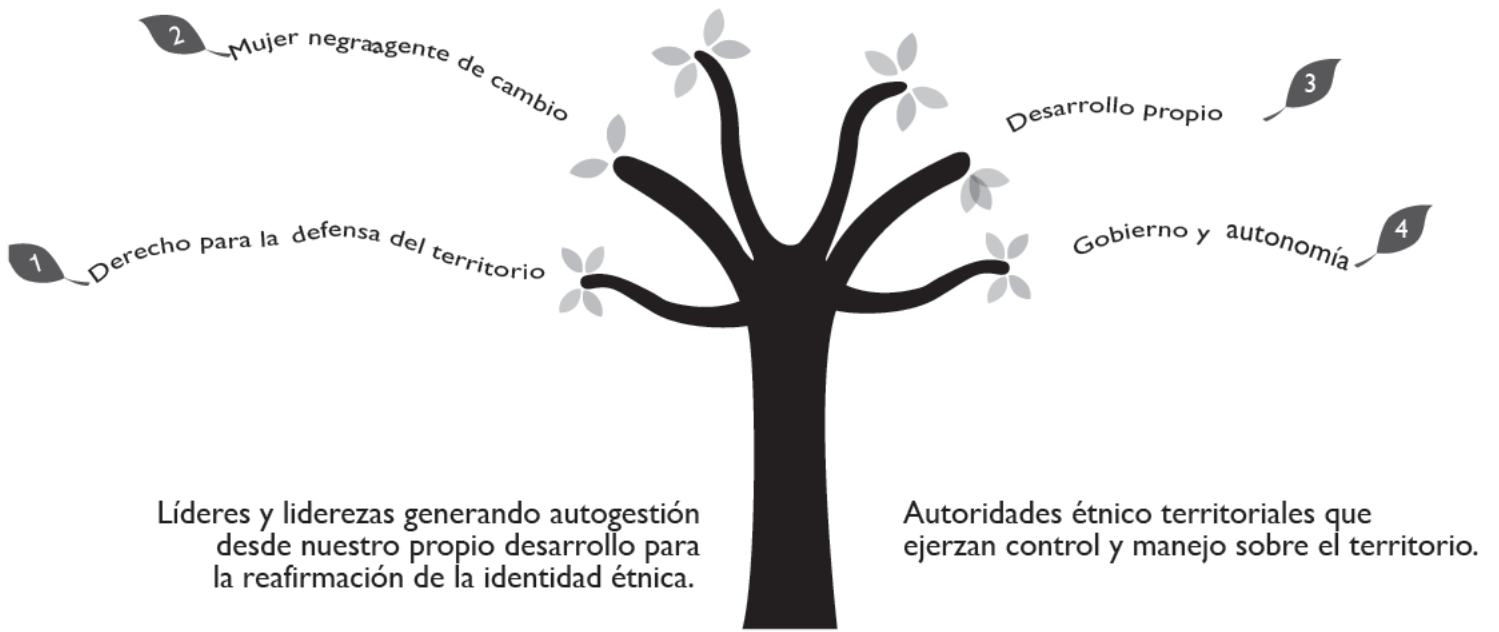 1 Derecho para la defensa del territorio
2 Mujer negraagente de cambio
3 Desarrollo propio
4 Gobierno y autonomía
Líderes y liderezas generando autogestión
desde nuestro propio desarrollo para
la reafirmación de la identidad étnica.
Autoridades étnico territoriales que
ejerzan control y manejo sobre el territorio.